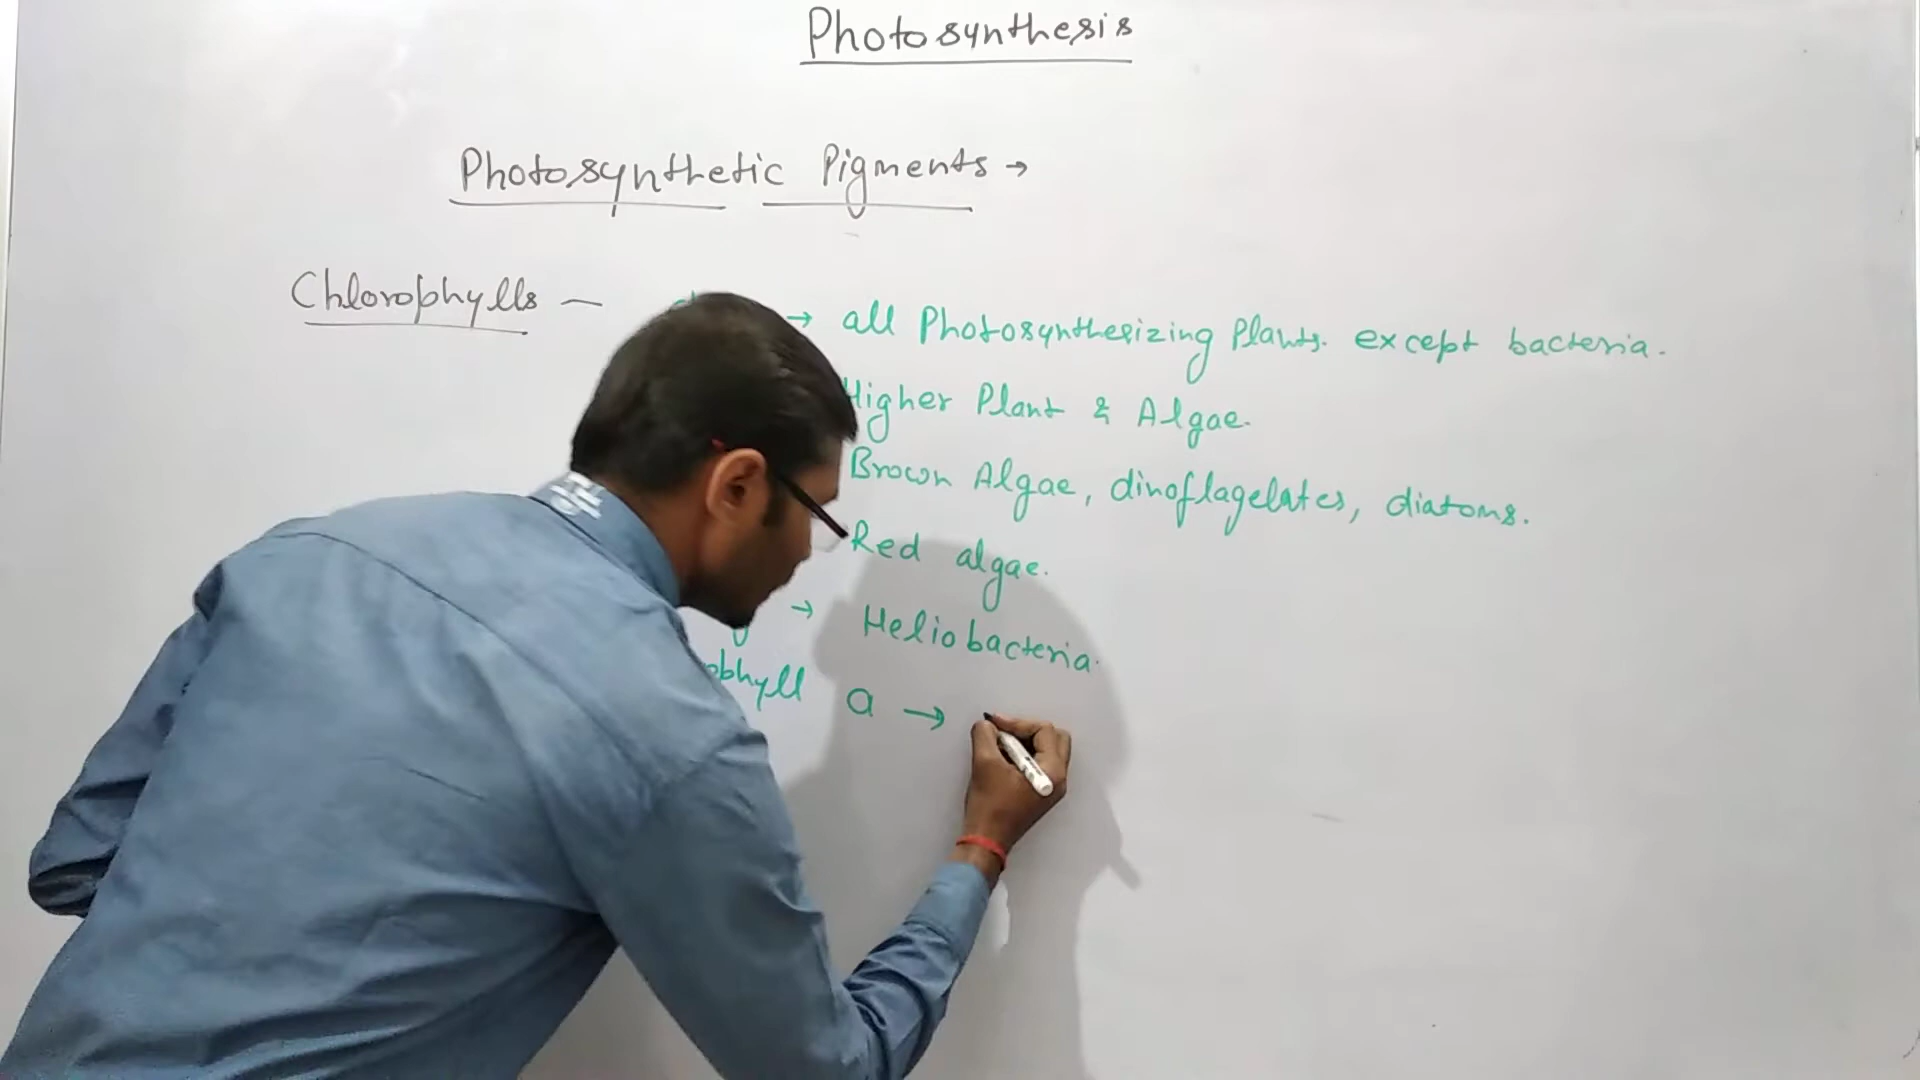 Photosynthesis
Photosynthetic Pigments →
Chlorophylls —
→ all Photosynthesizing Plants. except bacteria.
Higher Plant & Algae.
Brown Algae, dinoflagelates, diatoms.
Red algae.
→ Heliobacteria.
a →